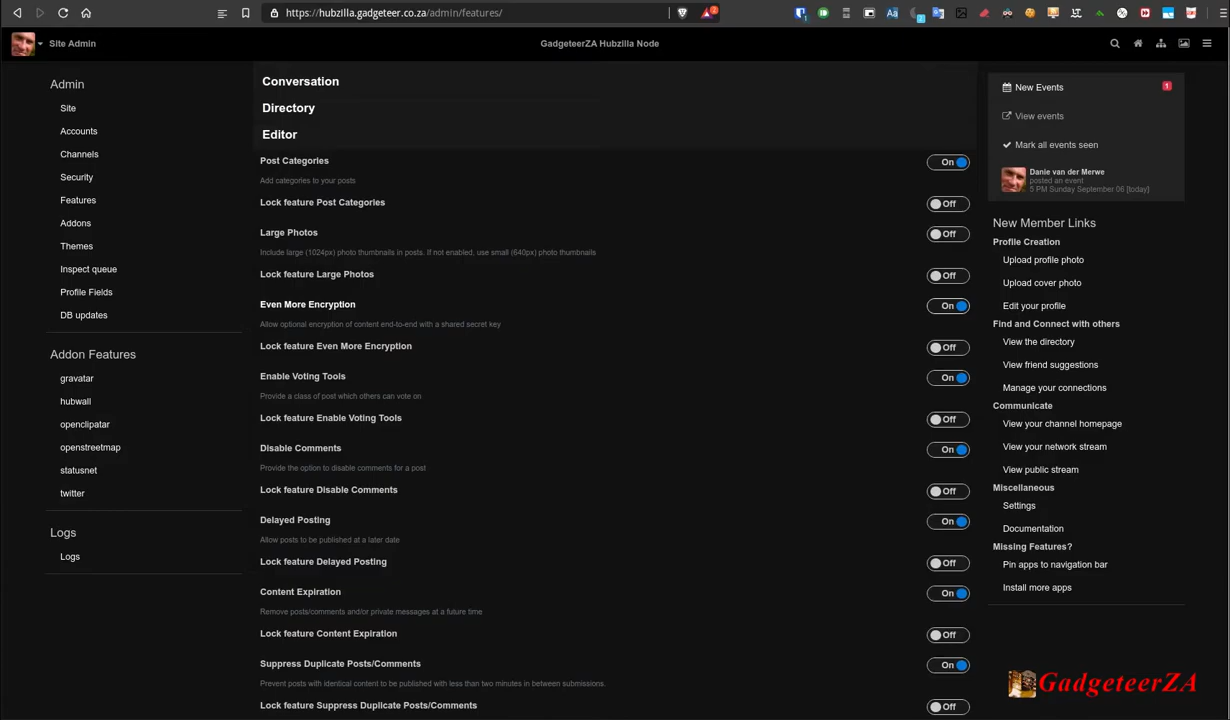 https://hubzilla.gadgeteer.co.za/admin/features/
Site Admin
GadgeteerZA Hubzilla Node
Admin
Site
Accounts
Channels
Security
Features
Addons
Themes
Inspect queue
Profile Fields
DB updates
Addon Features
gravatar
hubwall
openclipatar
openstreetmap
statusnet
twitter
Logs
Logs
Conversation
Directory
Editor
Post Categories
On
Add categories to your posts
Lock feature Post Categories
Off
Large Photos
Off
Include large (1024px) photo thumbnails in posts. If not enabled, use small (640px) photo thumbnails
Lock feature Large Photos
Off
Even More Encryption
On
Allow optional encryption of content end-to-end with a shared secret key
Lock feature Even More Encryption
Off
Enable Voting Tools
On
Provide a class of post which others can vote on
Lock feature Enable Voting Tools
Off
Disable Comments
On
Provide the option to disable comments for a post
Lock feature Disable Comments
Off
Delayed Posting
On
Allow posts to be published at a later date
Lock feature Delayed Posting
Off
Content Expiration
On
Remove posts/comments and/or private messages at a future time
Lock feature Content Expiration
Off
Suppress Duplicate Posts/Comments
On
Prevent posts with identical content to be published with less than two minutes in between submissions.
Lock feature Suppress Duplicate Posts/Comments
Off
New Events
1
View events
Mark all events seen
Danie van der Merwe
posted an event
5 PM Sunday September 06 [today]
New Member Links
Profile Creation
Upload profile photo
Upload cover photo
Edit your profile
Find and Connect with others
View the directory
View friend suggestions
Manage your connections
Communicate
View your channel homepage
View your network stream
View public stream
Miscellaneous
Settings
Documentation
Missing Features?
Pin apps to navigation bar
Install more apps
GadgeteerZA